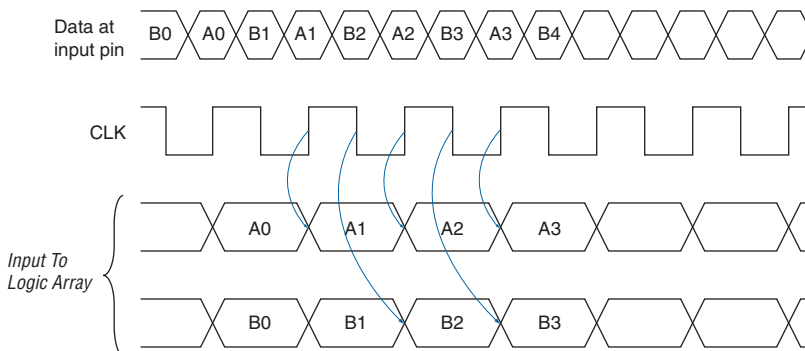 Data at
input pin
B0 A0 B1 A1 B2 A2 B3 A3 B4
CLK
Input To
Logic Array
A0 A1 A2 A3
B0 B1 B2 B3